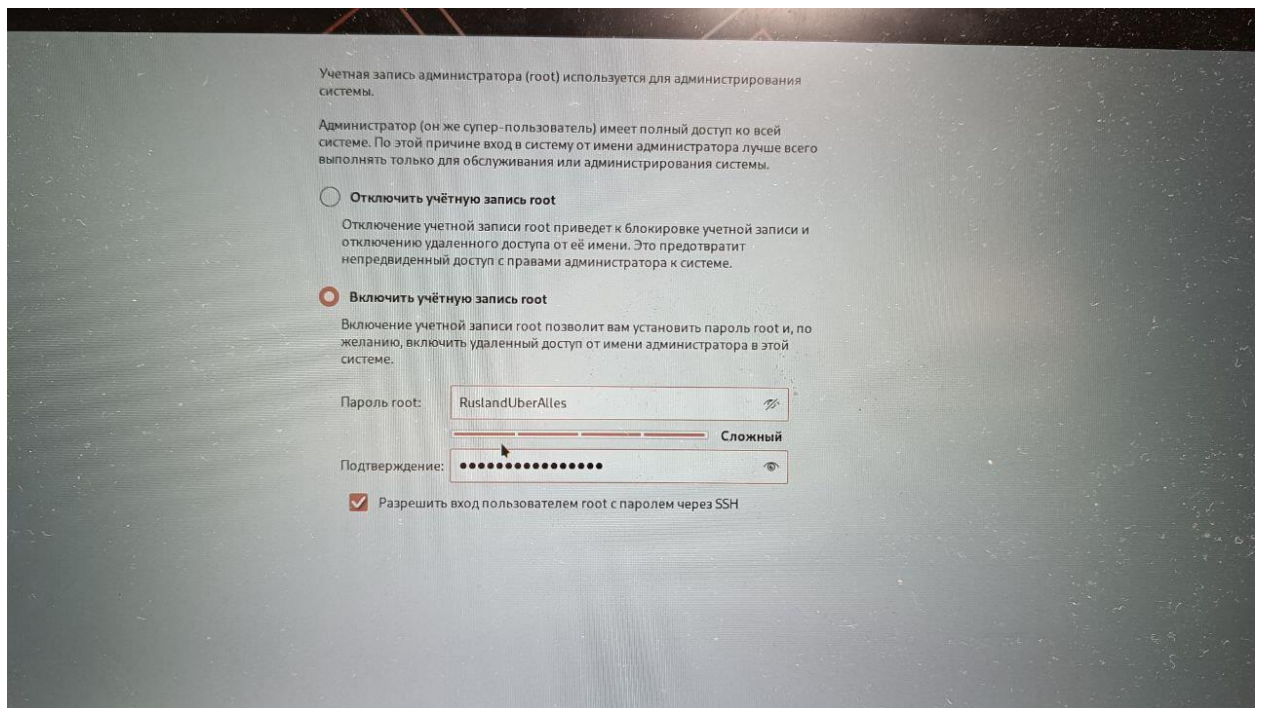 Учетная запись администратора (root) используется для администрирования
системы.
Администратор (он же супер-пользователь) имеет полный доступ ко всей
системе. По этой причине вход в систему от имени администратора лучше всего
выполнять только для обслуживания или администрирования системы.
Отключить учётную запись root
Отключение учетной записи root приведет к блокировке учетной записи и
отключению удаленного доступа от её имени. Это предотвратит
непредвиденный доступ с правами администратора к системе.
Включить учётную запись root
Включение учетной записи root позволит вам установить пароль root и, по
желанию, включить удаленный доступ от имени администратора в этой
системе.
Пароль root: RuslandUberAlles
Сложный
Подтверждение: ●●●●●●●●●●●●●●●●
Разрешить вход пользователем root с паролем через SSH